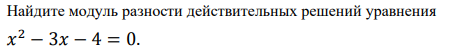 Найдите модуль разности действительных решений уравнения
x² − 3x − 4 = 0.